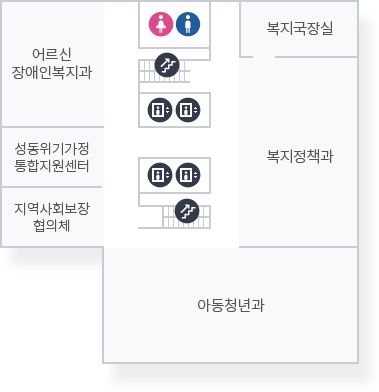 복지국장실
어르신
장애인복지과
성동위기가정
통합지원센터
복지정책과
지역사회보장
협의체
아동청년과